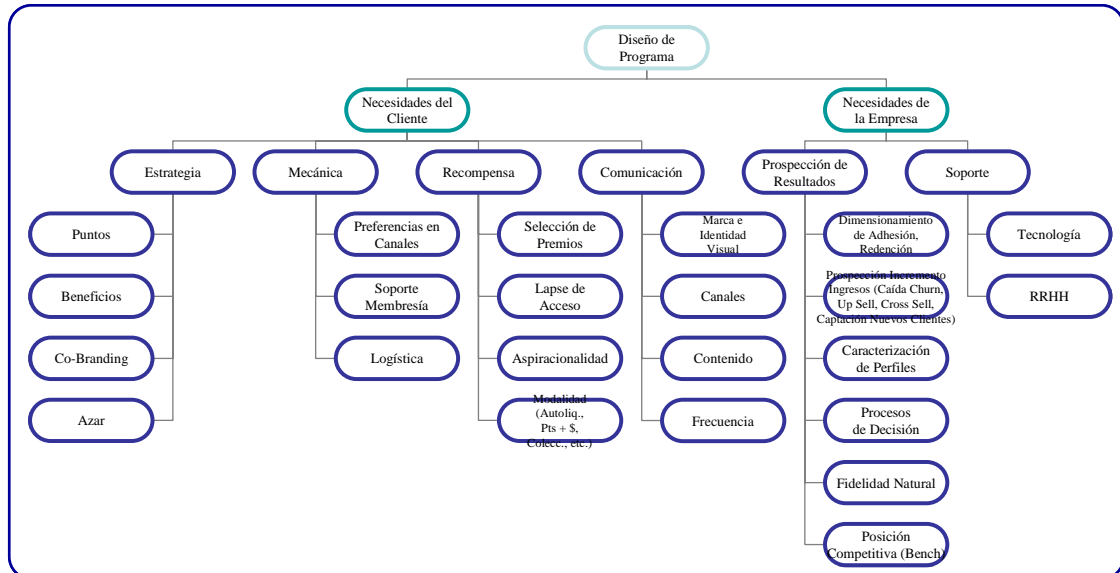 Diseño de
Programa
Necesidades del
Cliente
Necesidades de
la Empresa
Estrategia
Mecánica
Recompensa
Comunicación
Prospección de
Resultados
Soporte
Puntos
Beneficios
Co-Branding
Azar
Preferencias en
Canales
Soporte
Membresía
Logística
Selección de
Premios
Lapse de
Acceso
Aspiracionalidad
Modalidad
(Autoliq.,
Pts + $,
Colecc., etc.)
Marca e
Identidad
Visual
Canales
Contenido
Frecuencia
Dimensionamiento
de Adhesión,
Redención
Prospección Incremento
Ingresos (Caída Churn,
Up Sell, Cross Sell,
Captación Nuevos Clientes)
Caracterización
de Perfiles
Procesos
de Decisión
Fidelidad Natural
Posición
Competitiva (Bench)
Tecnología
RRHH